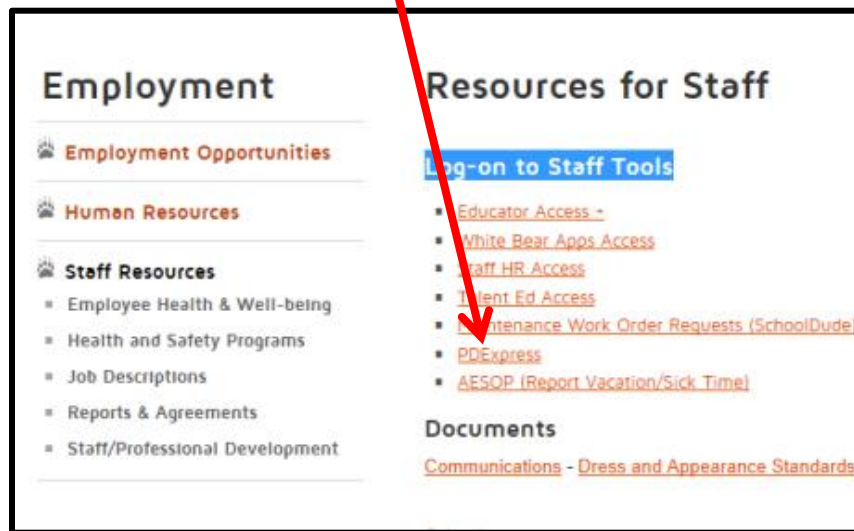 Employment
Employment Opportunities
Human Resources
Staff Resources
Employee Health & Well-being
Health and Safety Programs
Job Descriptions
Reports & Agreements
Staff/Professional Development
Resources for Staff
Log-on to Staff Tools
Educator Access -
White Bear Apps Access
Staff HR Access
Talent Ed Access
Maintenance Work Order Requests (SchoolDude)
PDExpress
AESOP (Report Vacation/Sick Time)
Documents
Communications - Dress and Appearance Standards